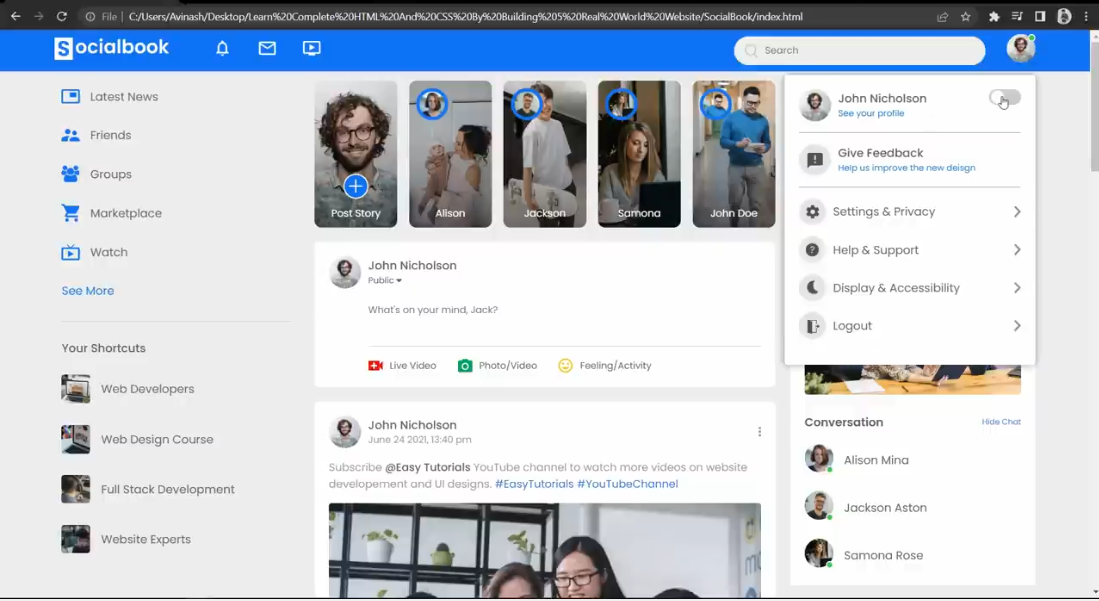 File C:/Users/Avinash/Desktop/Learn%20Complete%20HTML%20And%20CSS%20By%20Building%205%20Real%20World%20Website/SocialBook/index.html
Socialbook
Search
Latest News
Friends
Groups
Marketplace
Watch
See More
Your Shortcuts
Web Developers
Web Design Course
Full Stack Development
Website Experts
Post Story
Alison
Jackson
Samona
John Doe
John Nicholson
Public
What's on your mind, Jack?
Live Video
Photo/Video
Feeling/Activity
John Nicholson
June 24 2021, 13:40 pm
Subscribe @Easy Tutorials YouTube channel to watch more videos on website
developement and UI designs. #EasyTutorials #YouTubeChannel
John Nicholson
See your profile
Give Feedback
Help us improve the new deisgn
Settings & Privacy
Help & Support
Display & Accessibility
Logout
Conversation
Hide Chat
Alison Mina
Jackson Aston
Samona Rose